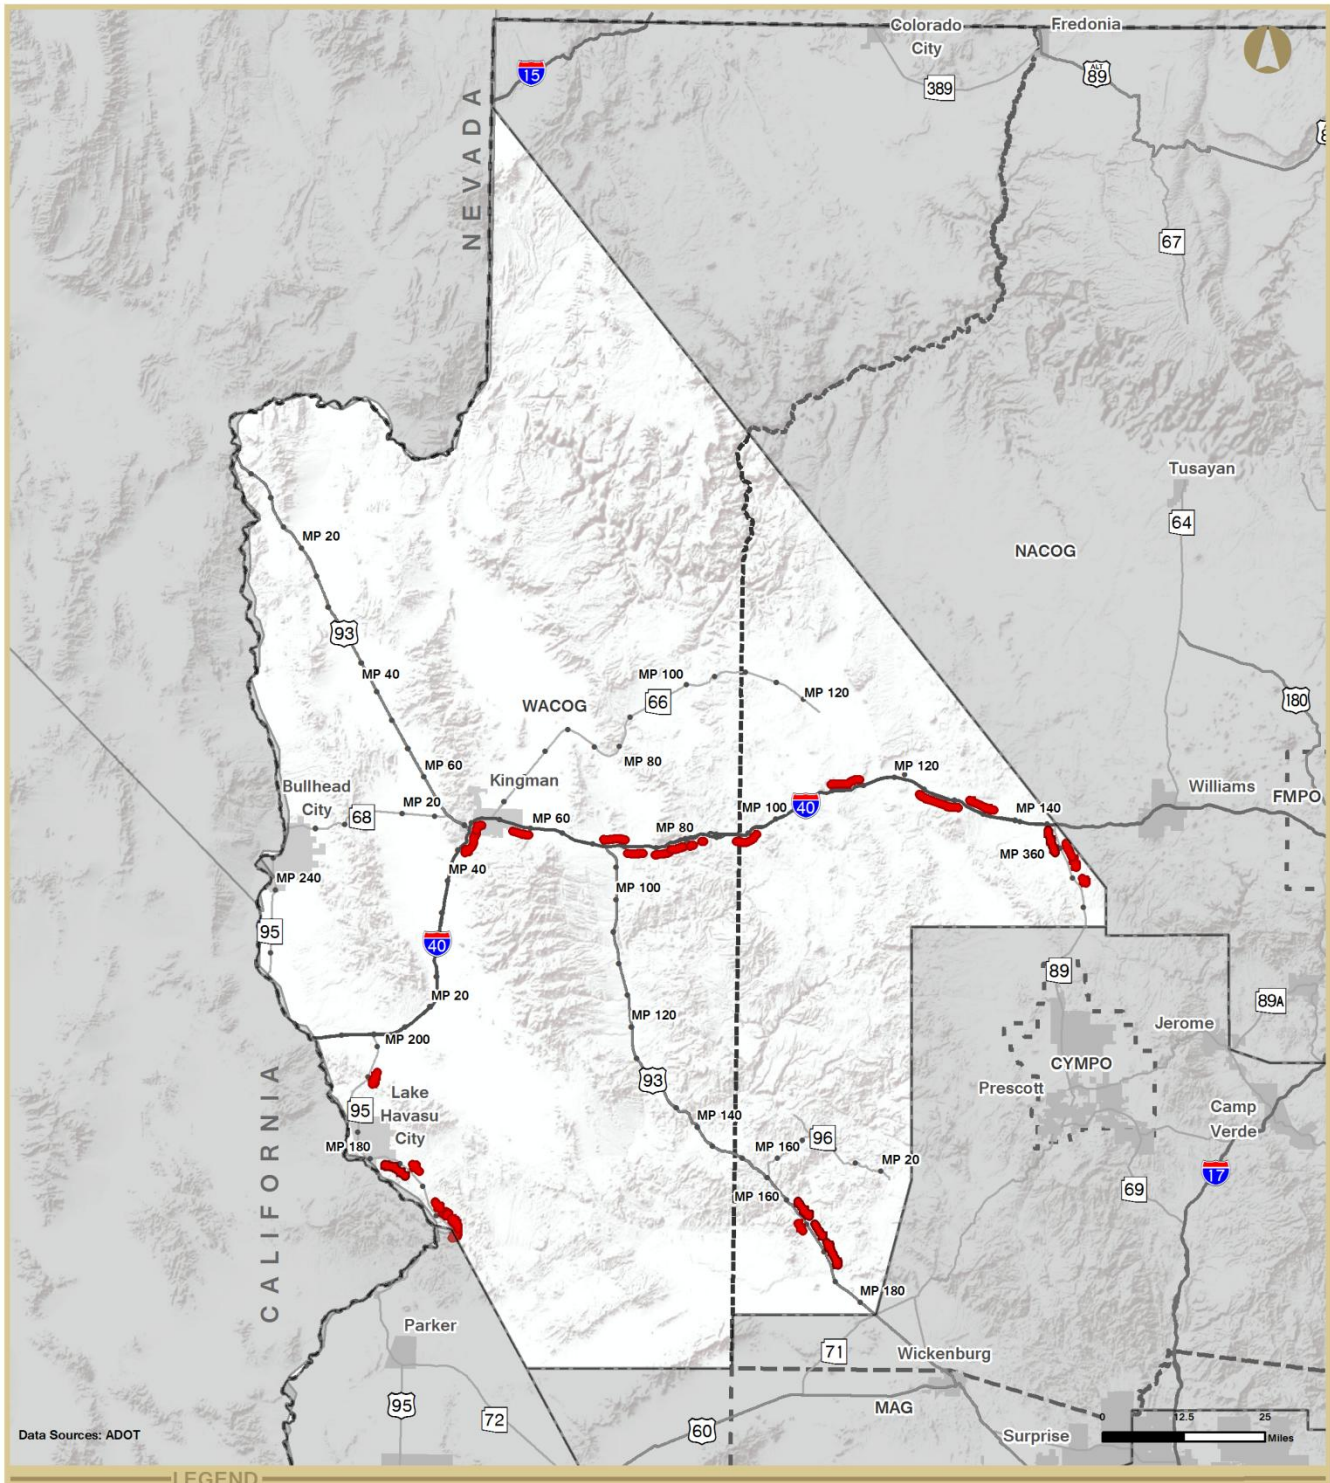 Colorado
City
Fredonia
15
389
ALT
89
NEVADA
67
Tusayan
64
NACOG
MP 20
93
MP 40
MP 100
66
MP 120
180
WACOG
MP 80
MP 60
Kingman
MP 120
Williams
FMPO
Bullhead
City
68
MP 20
MP 60
MP 80
MP 100
40
MP 140
MP 360
MP 40
MP 100
MP 240
95
40
89
MP 20
89A
MP 120
Jerome
MP 200
CYMPO
93
Prescott
Lake
Havasu
City
95
Camp
Verde
MP 140
MP 180
MP 160
96
MP 20
17
69
MP 160
CALIFORNIA
MP 180
Parker
71
Wickenburg
95
72
60
MAG
Surprise
0 12.5 25
Miles
Data Sources: ADOT
LEGEND